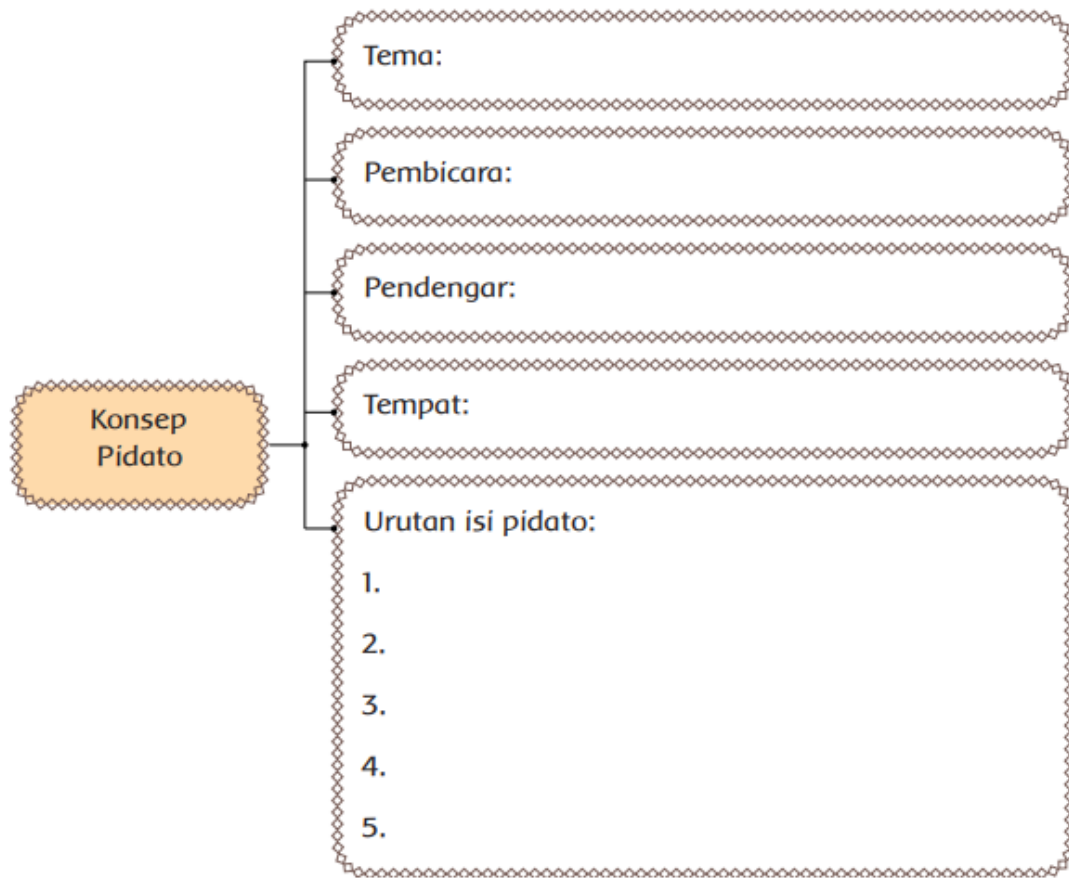 Tema:
Pembicara:
Pendengar:
Tempat:
Konsep
Pidato
Urutan isi pidato:
1.
2.
3.
4.
5.